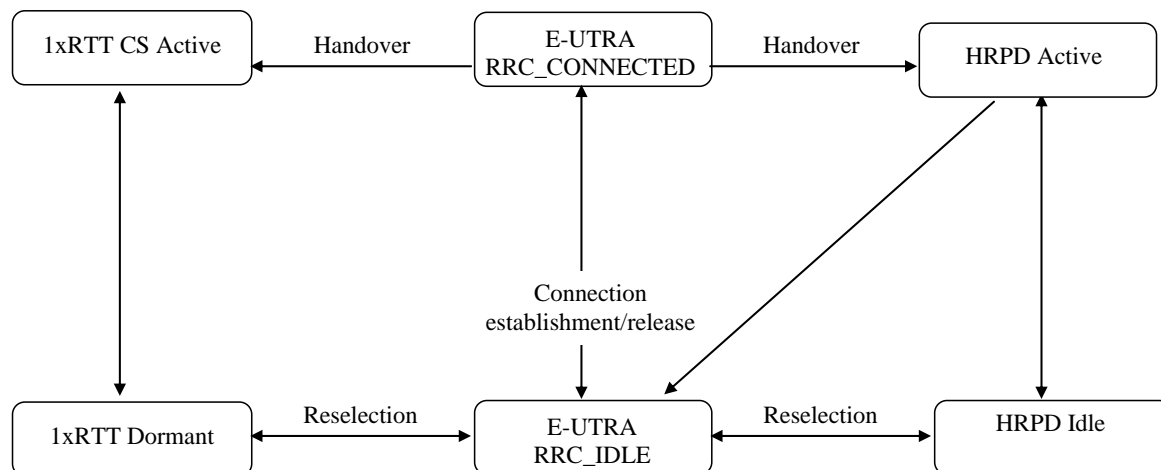 1xRTT CS Active
Handover
E-UTRA
RRC_CONNECTED
Handover
HRPD Active
Connection
establishment/release
1xRTT Dormant
Reselection
E-UTRA
RRC_IDLE
Reselection
HRPD Idle